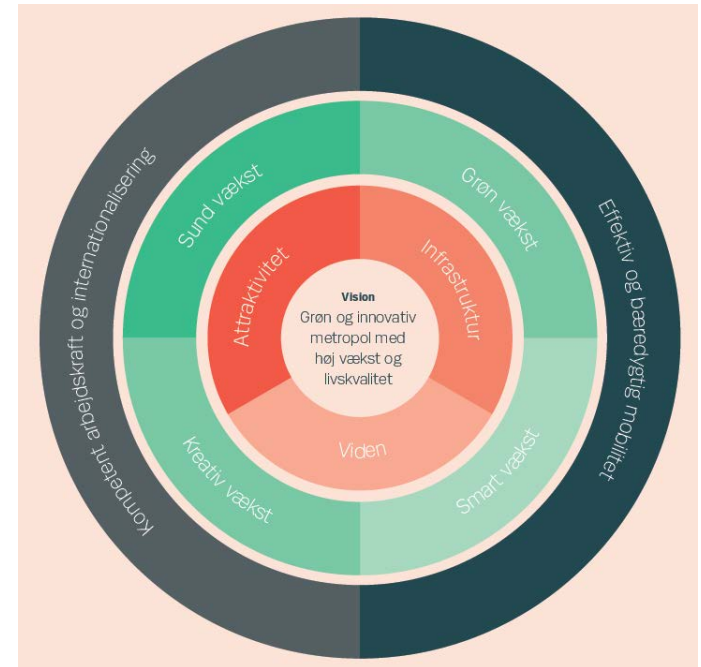 Kompetent arbejdskraft og internationalisering
Effektiv og bæredygtig mobilitet
Sund vækst
Grøn vækst
Kreativ vækst
Smart vækst
Attraktivitet
Infrastruktur
Viden
Vision
Grøn og innovativ
metropol med
høj vækst og
livskvalitet